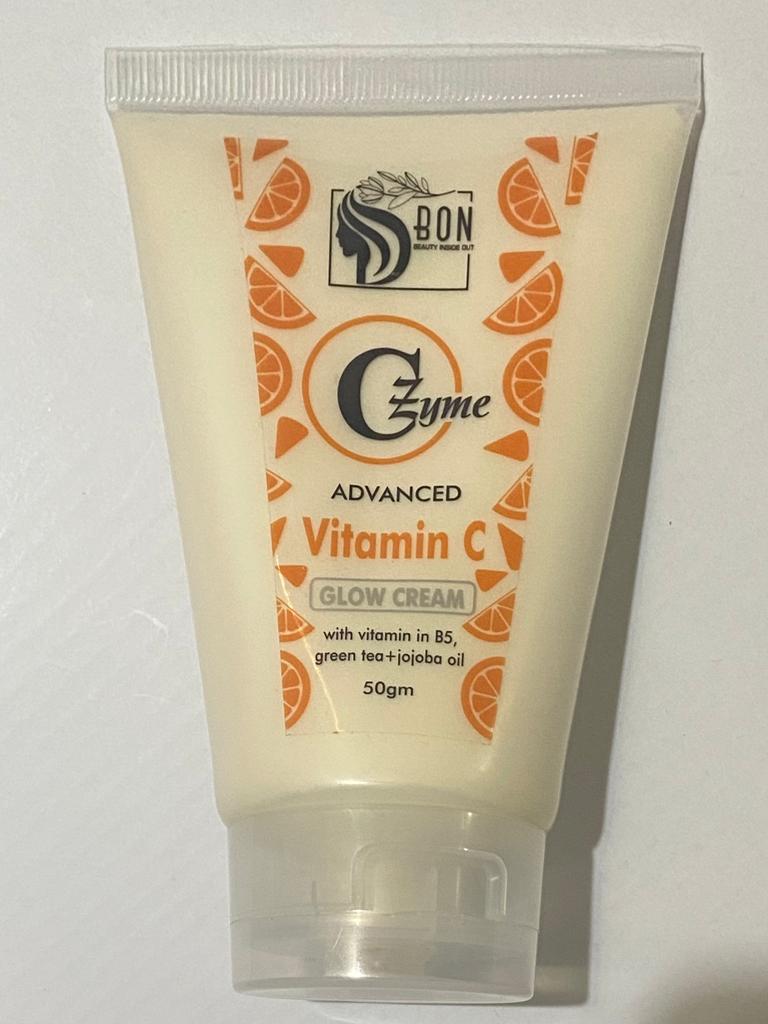 BON
BEAUTY INSIDE OUT
CZyme
ADVANCED
Vitamin C
GLOW CREAM
with vitamin in B5,
green tea+jojoba oil
50gm